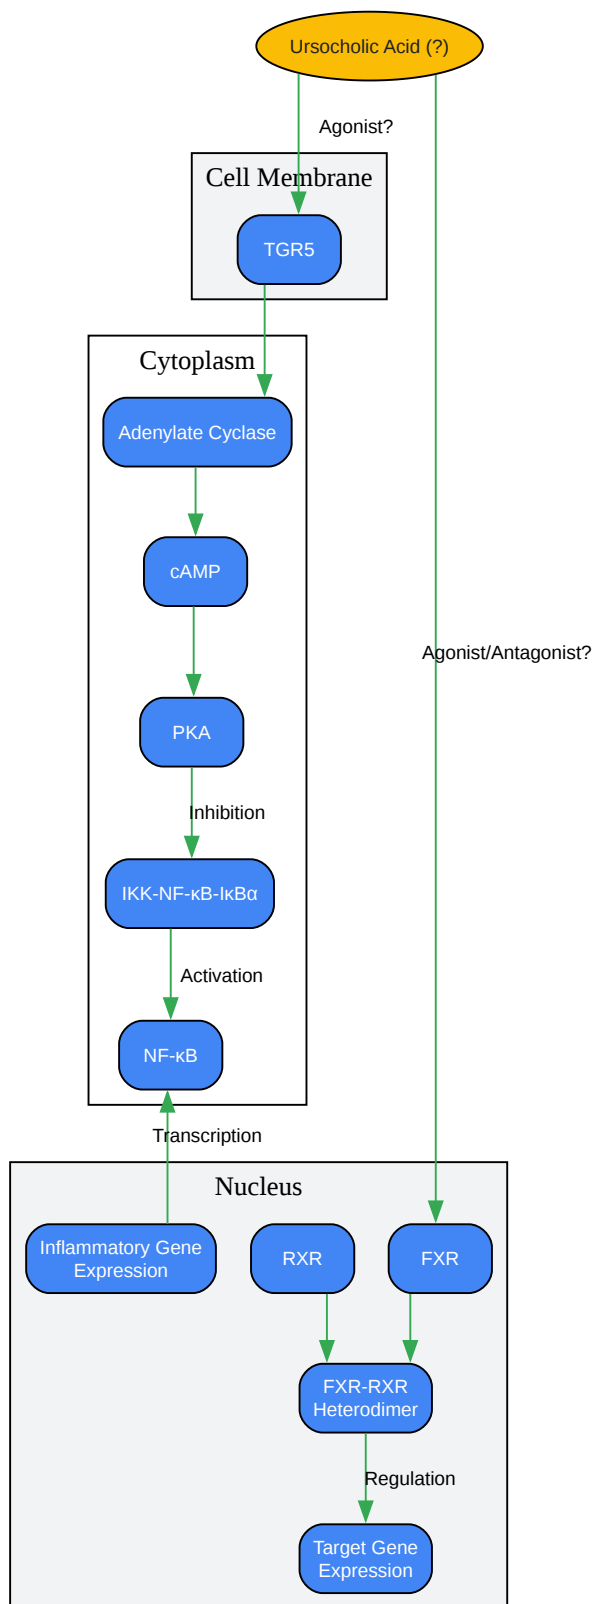 Ursocholic Acid (?)
Agonist?
Cell Membrane
TGR5
Cytoplasm
Adenylate Cyclase
cAMP
Agonist/Antagonist?
PKA
Inhibition
IKK-NF-κB-IκBα
Activation
NF-κB
Transcription
Nucleus
Inflammatory Gene
Expression
RXR
FXR
FXR-RXR
Heterodimer
Regulation
Target Gene
Expression